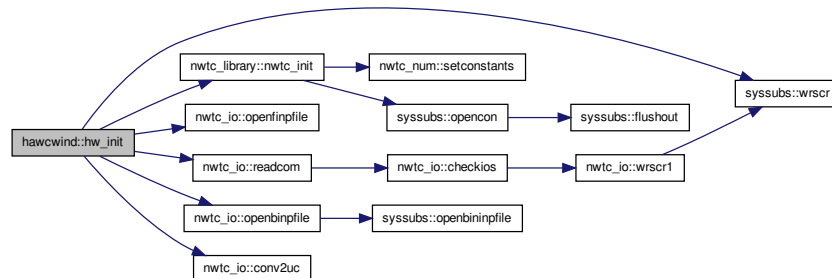 nwtc_library::nwtc_init
nwtc_num::setconstants
syssubs::wrscr
nwtc_io::openfinpfile
syssubs::opencon
syssubs::flushout
hawcwind::hw_init
nwtc_io::readcom
nwtc_io::checkios
nwtc_io::wrscr1
nwtc_io::openbinpfile
syssubs::openbininpfile
nwtc_io::conv2uc